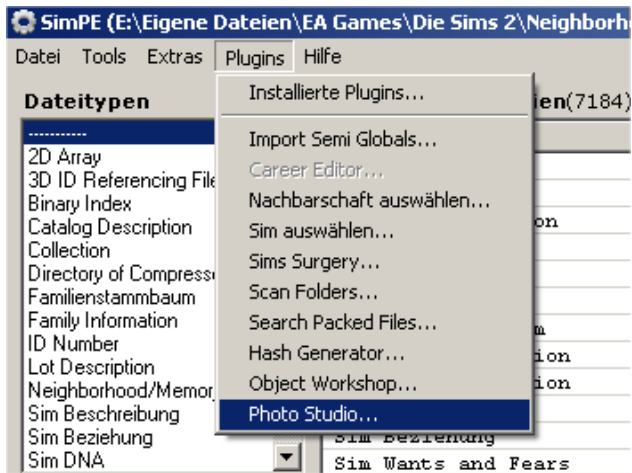 SimPE (E:\Eigene Dateien\EA Games\Die Sims 2\Neighborh
Datei Tools Extras Plugins Hilfe
Dateitypen
ien(7184)
Installierte Plugins...
Import Semi Globals...
Career Editor...
Nachbarschaft auswählen...
Sim auswählen...
Sims Surgery...
Scan Folders...
Search Packed Files...
Hash Generator...
Object Workshop...
Photo Studio...
-----------
2D Array
3D ID Referencing File
Binary Index
Catalog Description
Collection
Directory of Compresse
Familienstammbaum
Family Information
ID Number
Lot Description
Neighborhood/Memor
Sim Beschreibung
Sim Beziehung
Sim DNA
on
m
ion
ion
Sim Beziehung
Sim Wants and Fears